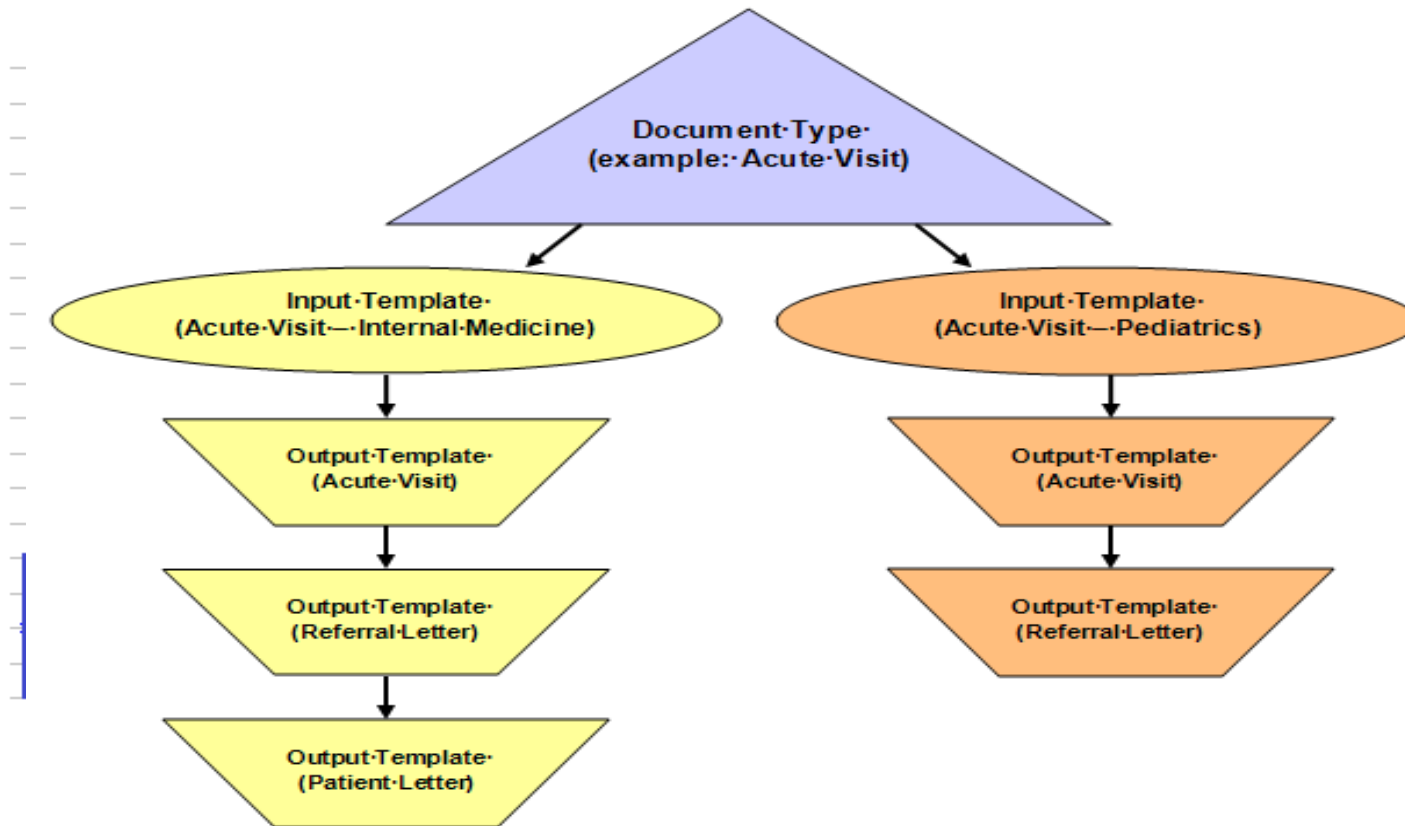 Document·Type·
(example:·Acute·Visit)
Input·Template·
(Acute·Visit·–·Internal·Medicine)
Input·Template·
(Acute·Visit·–·Pediatrics)
Output·Template·
(Acute·Visit)
Output·Template·
(Acute·Visit)
Output·Template·
(Referral·Letter)
Output·Template·
(Referral·Letter)
Output·Template·
(Patient·Letter)